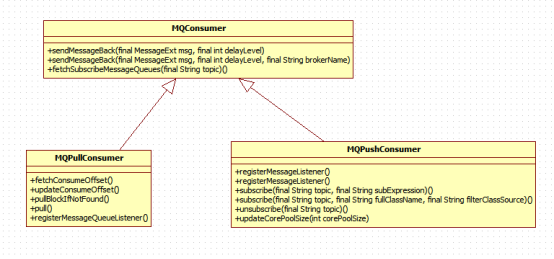 MQConsumer
+sendMessageBack(final MessageExt msg, final int delayLevel)
+sendMessageBack(final MessageExt msg, final int delayLevel, final String brokerName)
+fetchSubscribeMessageQueues(final String topic)()
MQPullConsumer
+fetchConsumeOffset()
+updateConsumeOffset()
+pullBlockIfNotFound()
+pull()
+registerMessageQueueListener()
MQPushConsumer
+registerMessageListener()
+registerMessageListener()
+subscribe(final String topic, final String subExpression)()
+subscribe(final String topic, final String fullClassName, final String filterClassSource)()
+unsubscribe(final String topic)()
+updateCorePoolSize(int corePoolSize)